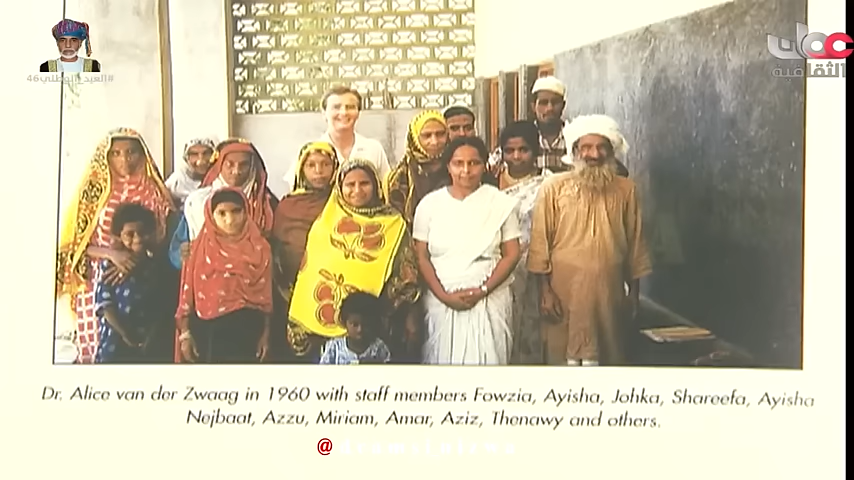 عمان
الثقافية
#العيد_الوطني46
Dr. Alice van der Zwaag in 1960 with staff members Fowzia, Ayisha, Johka, Shareefa, Ayisha
Nejbaat, Azzu, Miriam, Amar, Aziz, Thenawy and others.
@